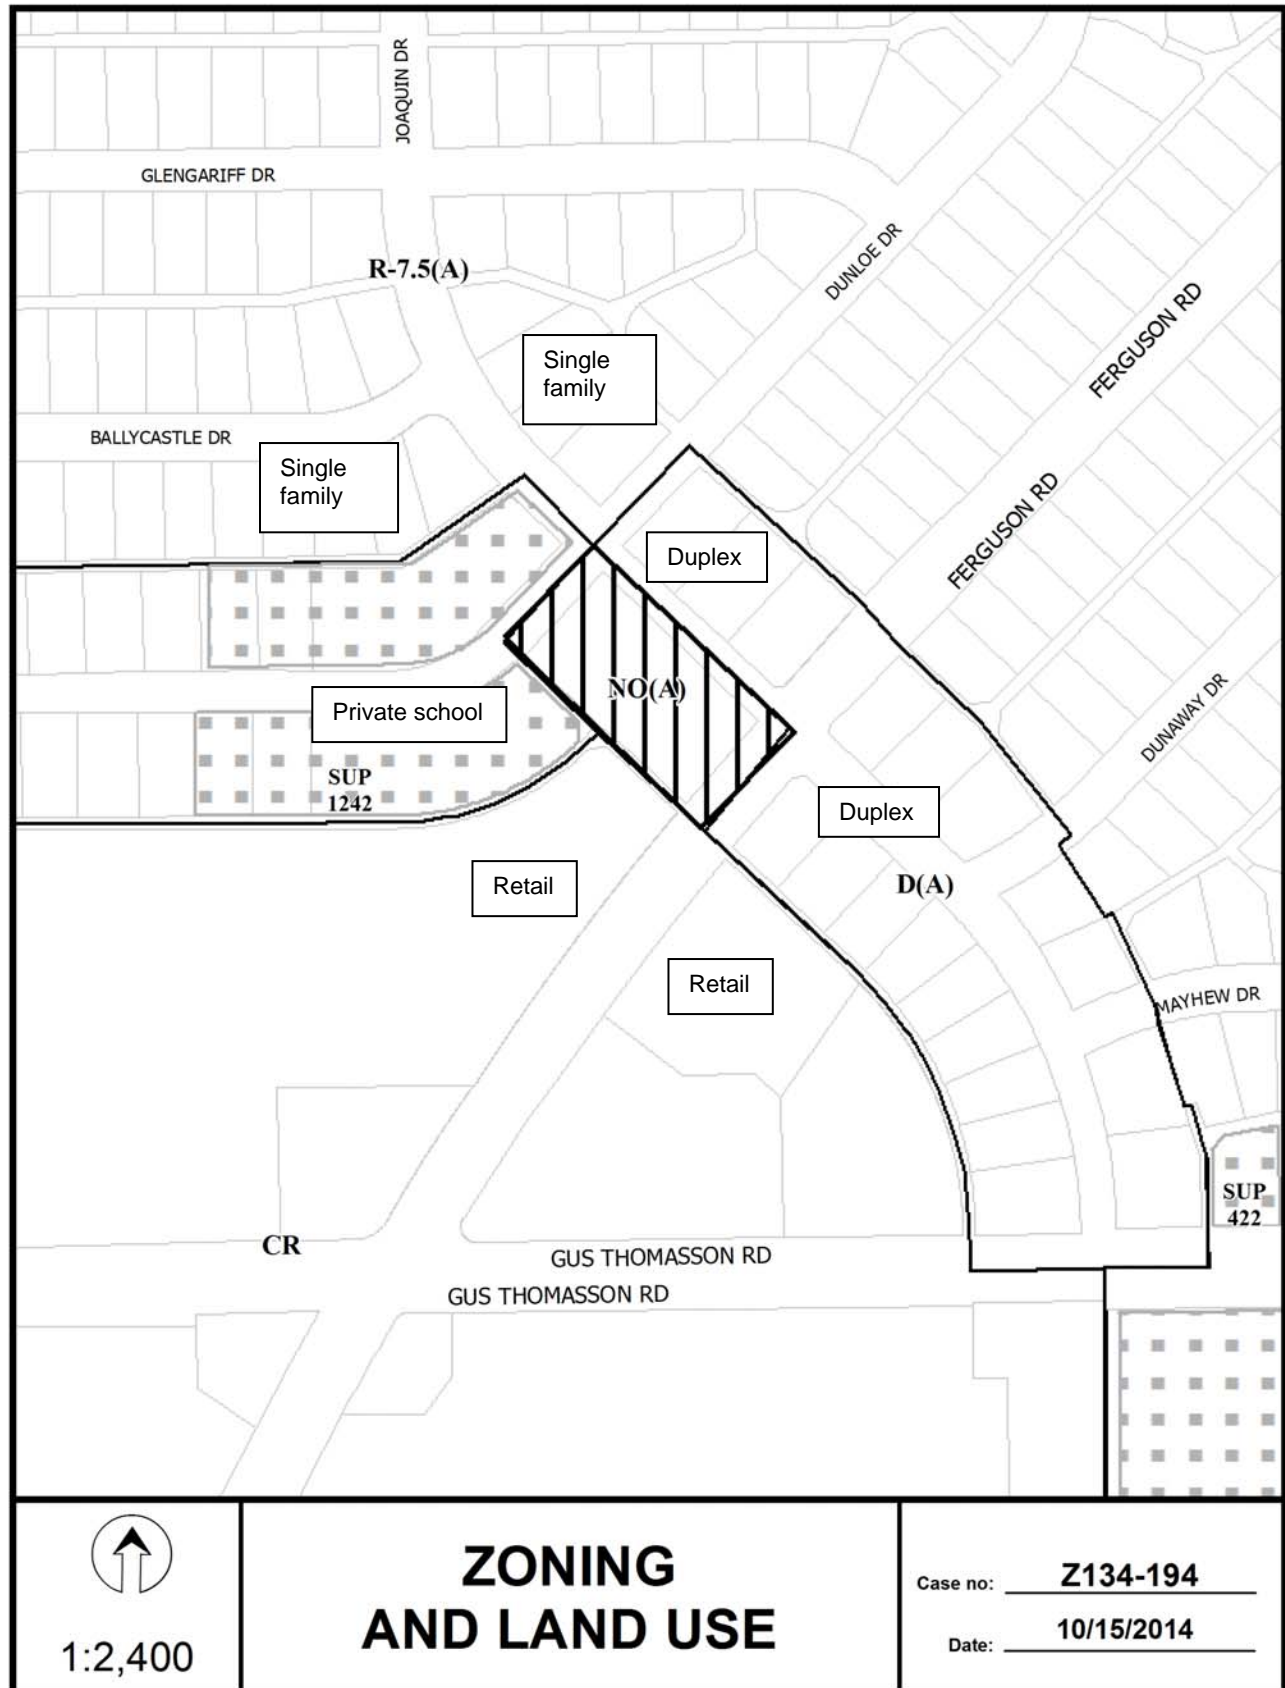 JOAQUIN DR
GLENGARIFF DR
DUNLOE DR
R-7.5(A)
FERGUSON RD
Single
family
BALLYCASTLE DR
Single
family
FERGUSON RD
Duplex
NO(A)
DUNAWAY DR
Private school
SUP
1242
Duplex
Retail
D(A)
Retail
MAYHEW DR
SUP
422
CR
GUS THOMASSON RD
GUS THOMASSON RD
1:2,400
ZONING
AND LAND USE
Case no: Z134-194
Date: 10/15/2014